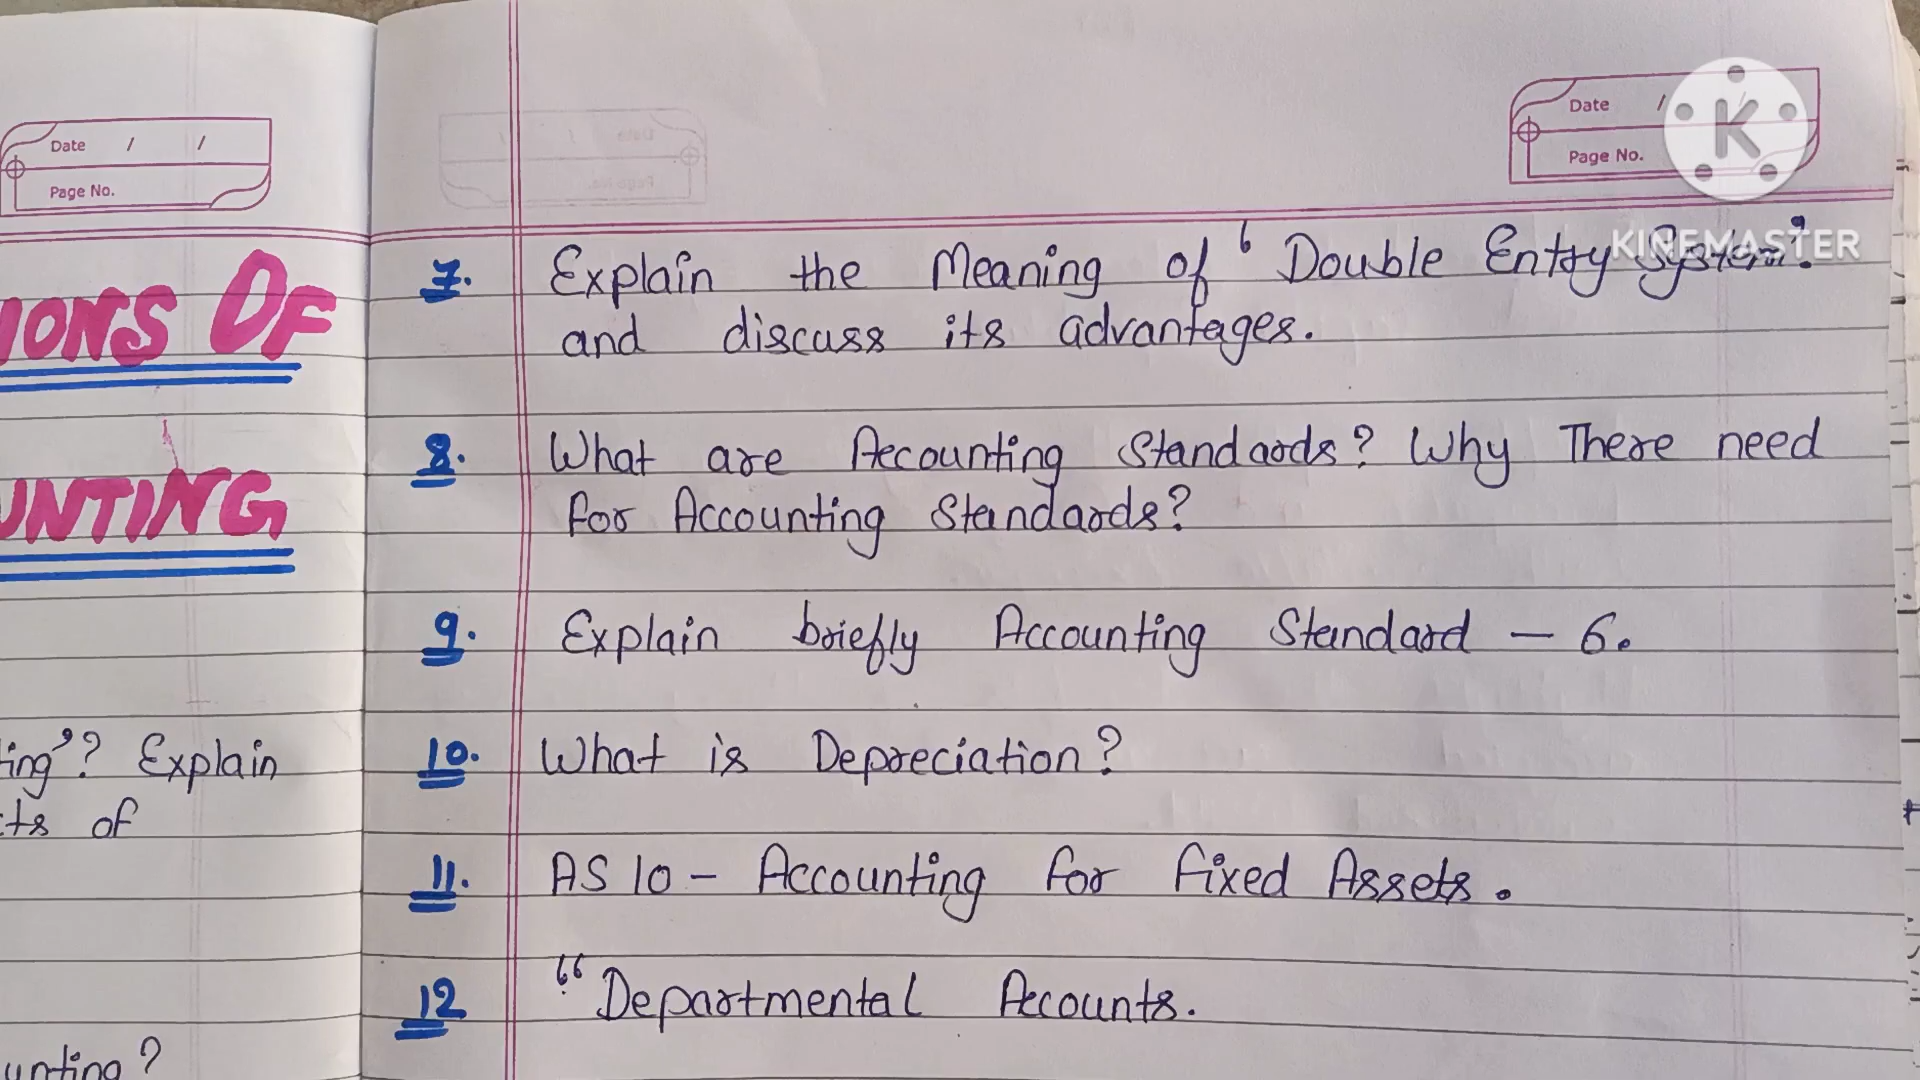 Date / /
Page No.
IONS OF
UNTING
ing'? Explain
ts of
unting?
Date /
Page No.
K
KINEMASTER
7. Explain the Meaning of ' Double Entry System'.
and discuss its advantages.
8. What are Accounting Standards? Why There need
for Accounting Standards?
9. Explain briefly Accounting Standard – 6.
10. What is Depreciation?
11. AS 10 – Accounting for Fixed Assets.
12 "Departmental Accounts.